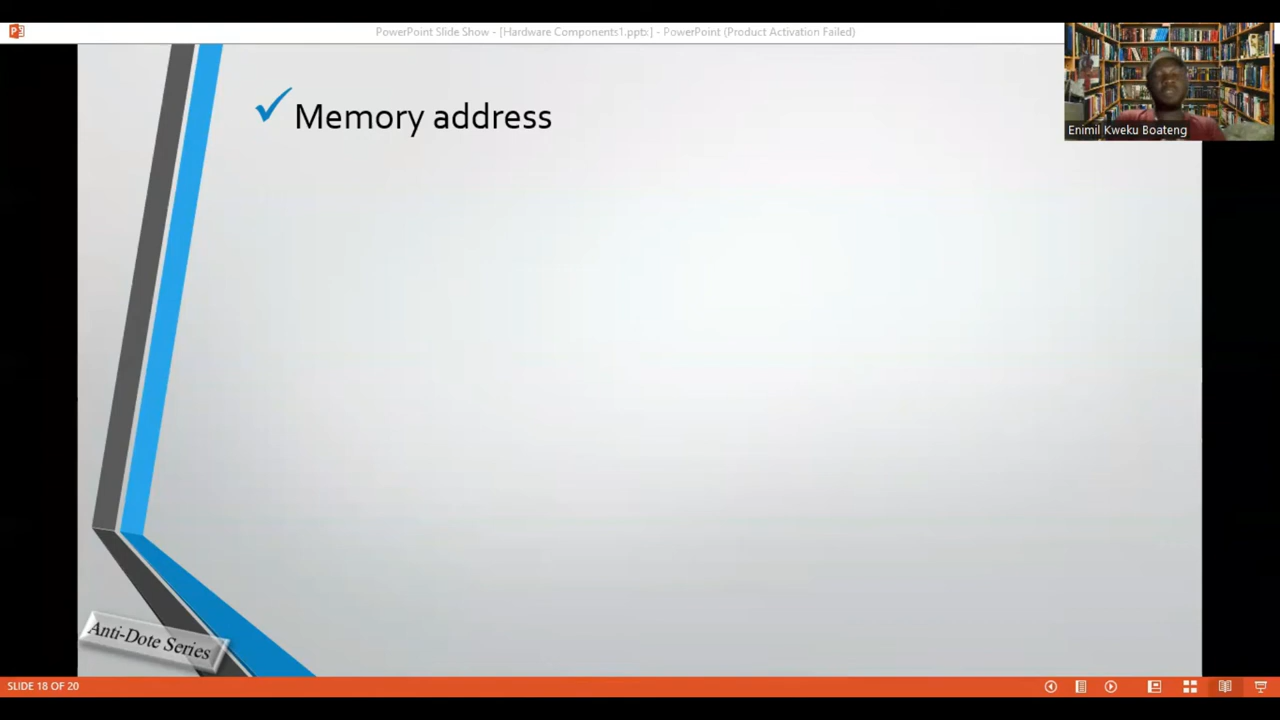 PowerPoint Slide Show - [Hardware Components1.pptx] - PowerPoint (Product Activation Failed)
Memory address
Enimil Kweku Boateng
Anti-Dote Series
SLIDE 18 OF 20